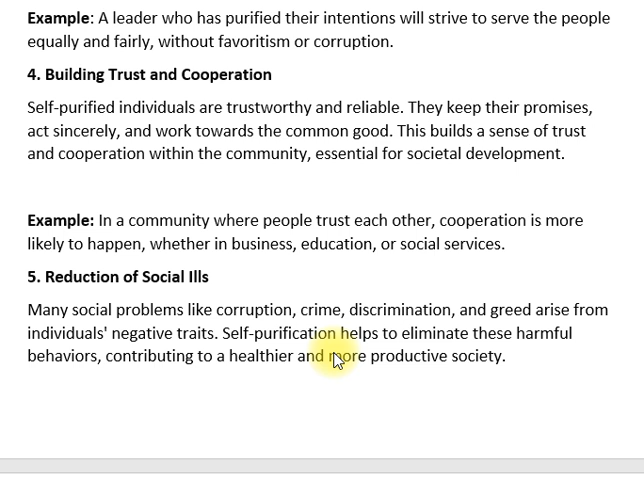 Example: A leader who has purified their intentions will strive to serve the people
equally and fairly, without favoritism or corruption.
4. Building Trust and Cooperation
Self-purified individuals are trustworthy and reliable. They keep their promises,
act sincerely, and work towards the common good. This builds a sense of trust
and cooperation within the community, essential for societal development.
Example: In a community where people trust each other, cooperation is more
likely to happen, whether in business, education, or social services.
5. Reduction of Social Ills
Many social problems like corruption, crime, discrimination, and greed arise from
individuals' negative traits. Self-purification helps to eliminate these harmful
behaviors, contributing to a healthier and more productive society.